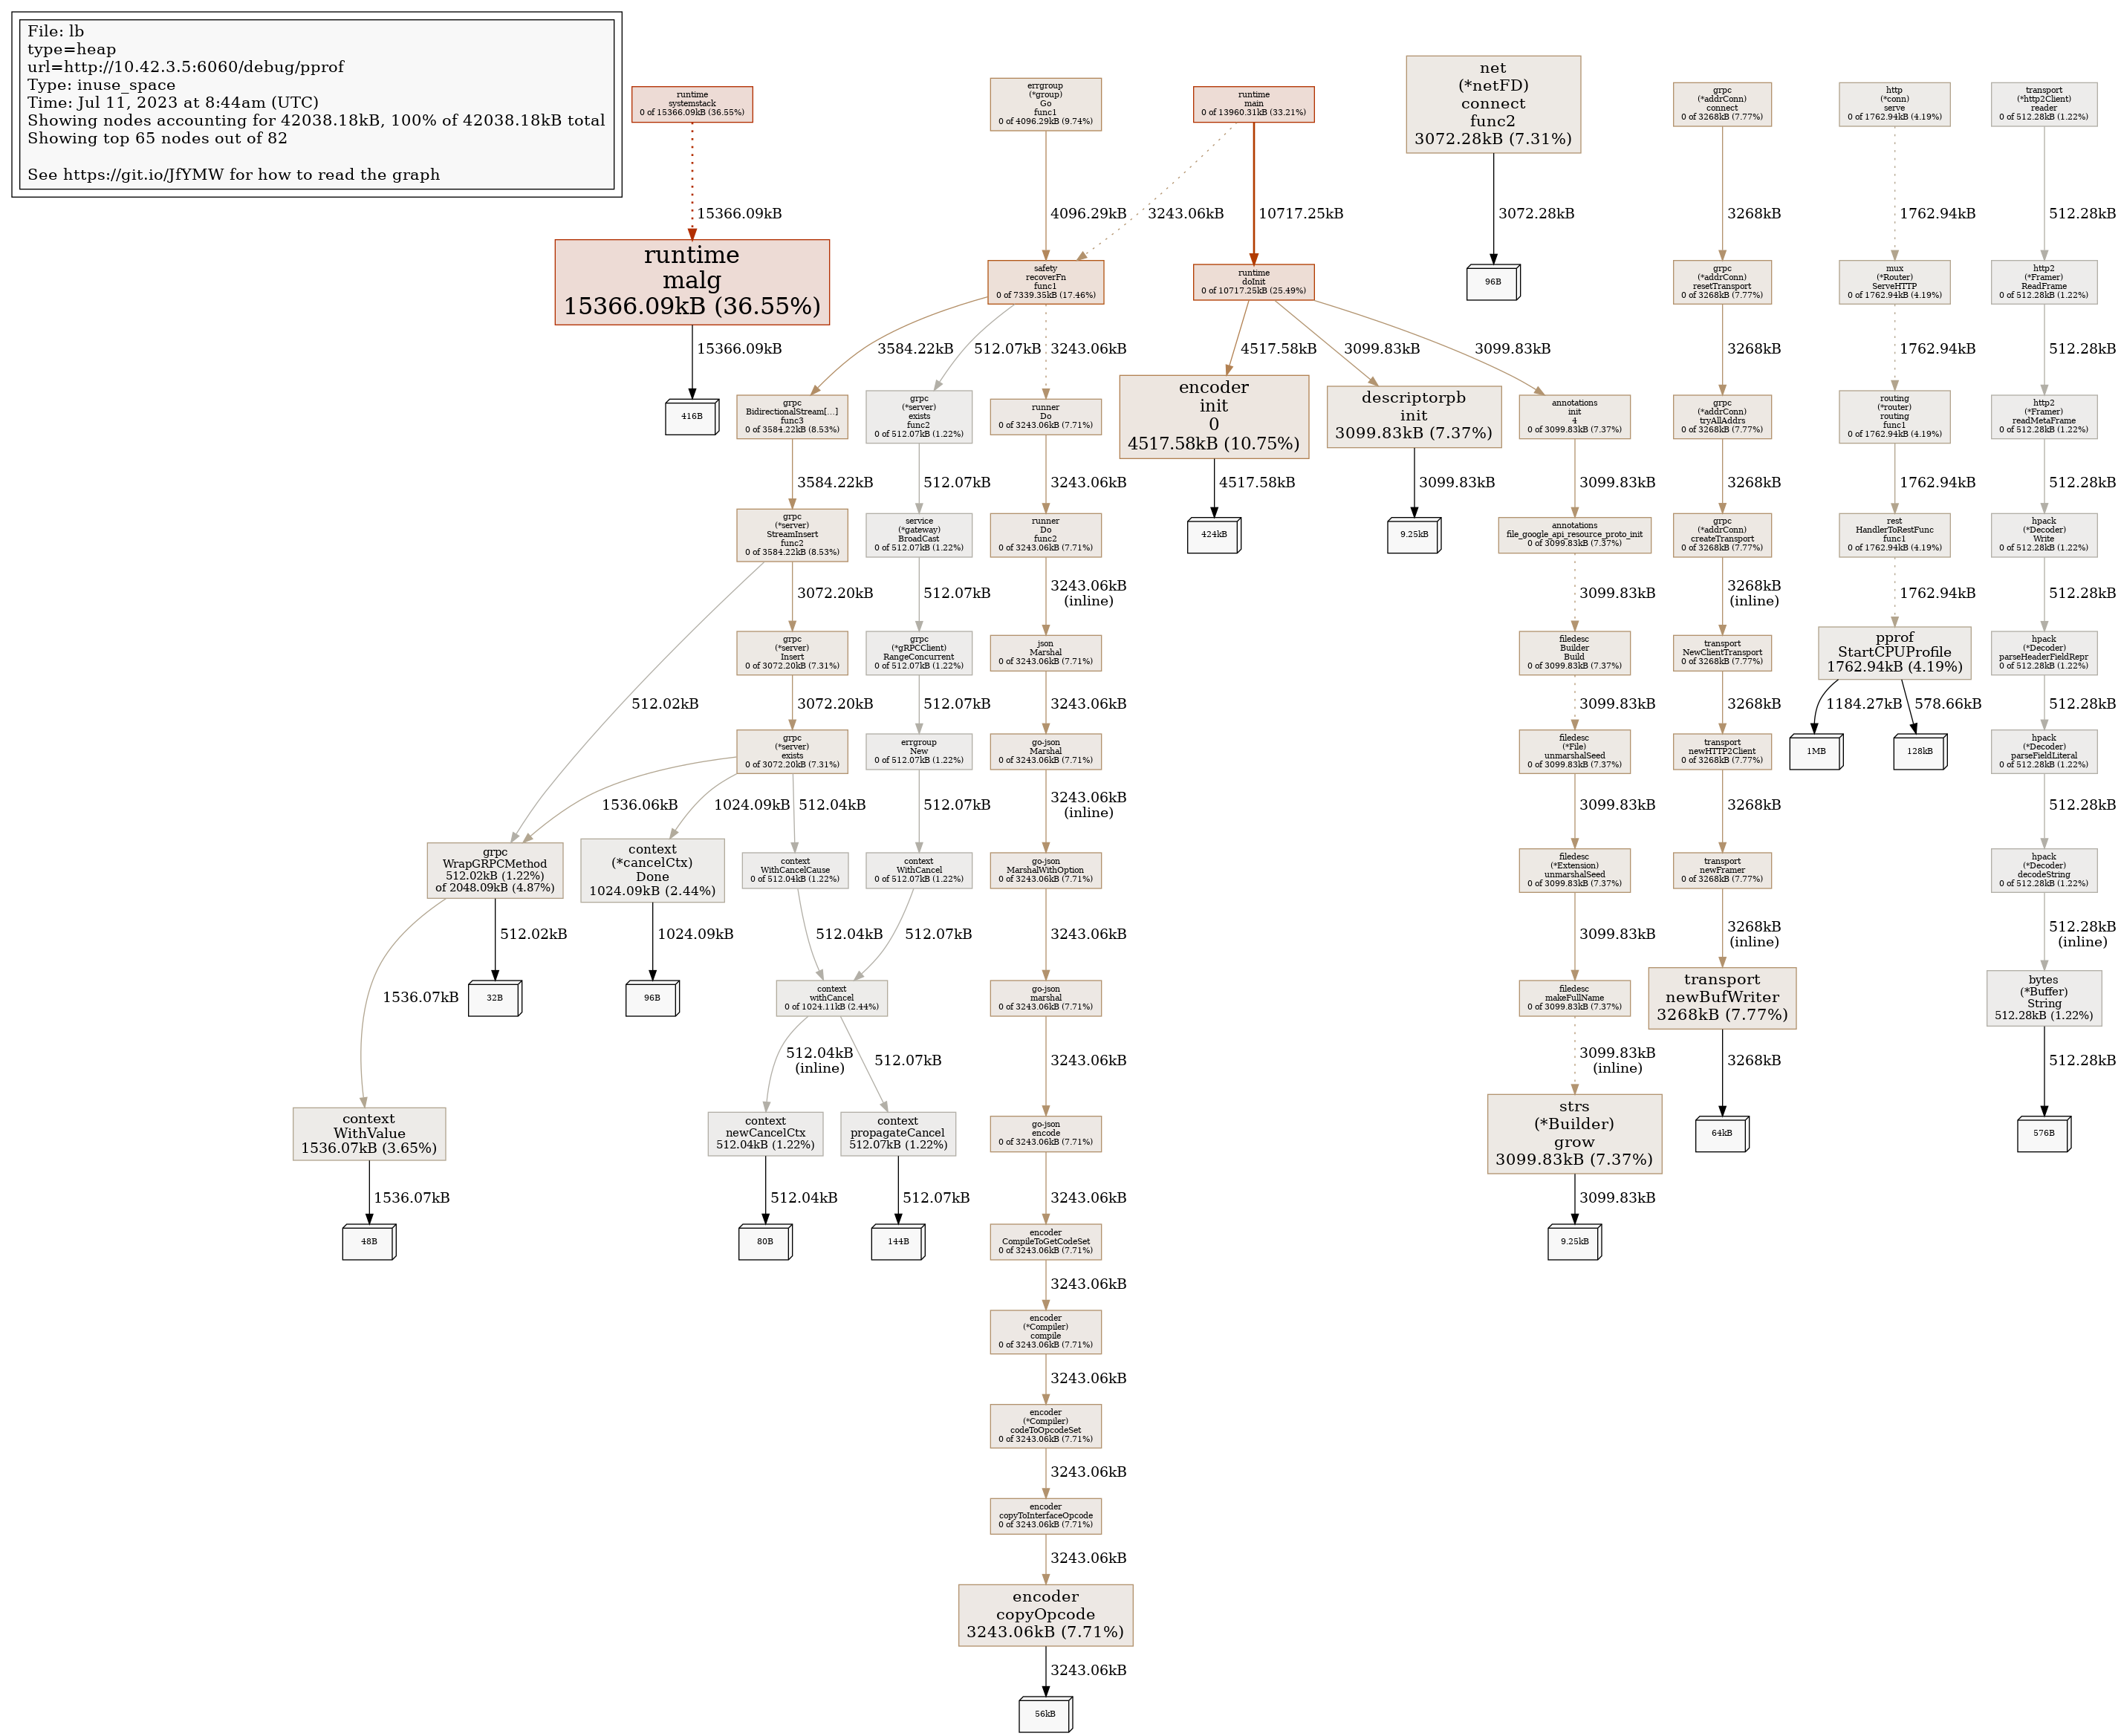 File: lb
type=heap
url=http://10.42.3.5:6060/debug/pprof
Type: inuse_space
Time: Jul 11, 2023 at 8:44am (UTC)
Showing nodes accounting for 42038.18kB, 100% of 42038.18kB total
Showing top 65 nodes out of 82
See https://git.io/JfYMW for how to read the graph
runtime
systemstack
0 of 15366.09kB (36.55%)
errgroup
(*group)
Go
func1
0 of 4096.29kB (9.74%)
runtime
main
0 of 13960.31kB (33.21%)
net
(*netFD)
connect
func2
3072.28kB (7.31%)
grpc
(*addrConn)
connect
0 of 3268kB (7.77%)
http
(*conn)
serve
0 of 1762.94kB (4.19%)
transport
(*http2Client)
reader
0 of 512.28kB (1.22%)
15366.09kB
4096.29kB
3243.06kB
10717.25kB
3072.28kB
3268kB
1762.94kB
512.28kB
runtime
malg
15366.09kB (36.55%)
safety
recoverFn
func1
0 of 7339.35kB (17.46%)
runtime
doInit
0 of 10717.25kB (25.49%)
96B
grpc
(*addrConn)
resetTransport
0 of 3268kB (7.77%)
mux
(*Router)
ServeHTTP
0 of 1762.94kB (4.19%)
http2
(*Framer)
ReadFrame
0 of 512.28kB (1.22%)
15366.09kB
3584.22kB
512.07kB
3243.06kB
4517.58kB
3099.83kB
3099.83kB
3268kB
1762.94kB
512.28kB
416B
grpc
BidirectionalStream[...]
func3
0 of 3584.22kB (8.53%)
grpc
(*server)
exists
func2
0 of 512.07kB (1.22%)
runner
Do
0 of 3243.06kB (7.71%)
encoder
init
0
4517.58kB (10.75%)
descriptorpb
init
3099.83kB (7.37%)
annotations
init
4
0 of 3099.83kB (7.37%)
grpc
(*addrConn)
tryAllAddrs
0 of 3268kB (7.77%)
routing
(*router)
routing
func1
0 of 1762.94kB (4.19%)
http2
(*Framer)
readMetaFrame
0 of 512.28kB (1.22%)
3584.22kB
512.07kB
3243.06kB
4517.58kB
3099.83kB
3099.83kB
3268kB
1762.94kB
512.28kB
grpc
(*server)
StreamInsert
func2
0 of 3584.22kB (8.53%)
service
(*gateway)
BroadCast
0 of 512.07kB (1.22%)
runner
Do
func2
0 of 3243.06kB (7.71%)
424kB
9.25kB
annotations
file_google_api_resource_proto_init
0 of 3099.83kB (7.37%)
grpc
(*addrConn)
createTransport
0 of 3268kB (7.77%)
rest
HandlerToRestFunc
func1
0 of 1762.94kB (4.19%)
hpack
(*Decoder)
Write
0 of 512.28kB (1.22%)
3072.20kB
512.07kB
3243.06kB
(inline)
3099.83kB
3268kB
(inline)
1762.94kB
512.28kB
grpc
(*server)
Insert
0 of 3072.20kB (7.31%)
grpc
(*gRPCClient)
RangeConcurrent
0 of 512.07kB (1.22%)
json
Marshal
0 of 3243.06kB (7.71%)
filedesc
Builder
Build
0 of 3099.83kB (7.37%)
transport
NewClientTransport
0 of 3268kB (7.77%)
pprof
StartCPUProfile
1762.94kB (4.19%)
hpack
(*Decoder)
parseHeaderFieldRepr
0 of 512.28kB (1.22%)
512.02kB
3072.20kB
512.07kB
3243.06kB
3099.83kB
3268kB
1184.27kB
578.66kB
512.28kB
grpc
(*server)
exists
0 of 3072.20kB (7.31%)
errgroup
New
0 of 512.07kB (1.22%)
go-json
Marshal
0 of 3243.06kB (7.71%)
filedesc
(*File)
unmarshalSeed
0 of 3099.83kB (7.37%)
transport
newHTTP2Client
0 of 3268kB (7.77%)
1MB
128kB
hpack
(*Decoder)
parseFieldLiteral
0 of 512.28kB (1.22%)
1536.06kB
1024.09kB
512.04kB
512.07kB
3243.06kB
(inline)
3099.83kB
3268kB
512.28kB
grpc
WrapGRPCMethod
512.02kB (1.22%)
of 2048.09kB (4.87%)
context
(*cancelCtx)
Done
1024.09kB (2.44%)
context
WithCancelCause
0 of 512.04kB (1.22%)
context
WithCancel
0 of 512.07kB (1.22%)
go-json
MarshalWithOption
0 of 3243.06kB (7.71%)
filedesc
(*Extension)
unmarshalSeed
0 of 3099.83kB (7.37%)
transport
newFramer
0 of 3268kB (7.77%)
hpack
(*Decoder)
decodeString
0 of 512.28kB (1.22%)
1536.07kB
512.02kB
1024.09kB
512.04kB
512.07kB
3243.06kB
3099.83kB
3268kB
(inline)
512.28kB
(inline)
32B
96B
context
withCancel
0 of 1024.11kB (2.44%)
go-json
marshal
0 of 3243.06kB (7.71%)
filedesc
makeFullName
0 of 3099.83kB (7.37%)
transport
newBufWriter
3268kB (7.77%)
bytes
(*Buffer)
String
512.28kB (1.22%)
512.04kB
(inline)
512.07kB
3243.06kB
3099.83kB
(inline)
3268kB
512.28kB
context
WithValue
1536.07kB (3.65%)
context
newCancelCtx
512.04kB (1.22%)
context
propagateCancel
512.07kB (1.22%)
go-json
encode
0 of 3243.06kB (7.71%)
strs
(*Builder)
grow
3099.83kB (7.37%)
64kB
576B
1536.07kB
512.04kB
512.07kB
3243.06kB
3099.83kB
48B
80B
144B
encoder
CompileToGetCodeSet
0 of 3243.06kB (7.71%)
9.25kB
3243.06kB
encoder
(*Compiler)
compile
0 of 3243.06kB (7.71%)
3243.06kB
encoder
(*Compiler)
codeToOpcodeSet
0 of 3243.06kB (7.71%)
3243.06kB
encoder
copyToInterfaceOpcode
0 of 3243.06kB (7.71%)
3243.06kB
encoder
copyOpcode
3243.06kB (7.71%)
3243.06kB
56kB